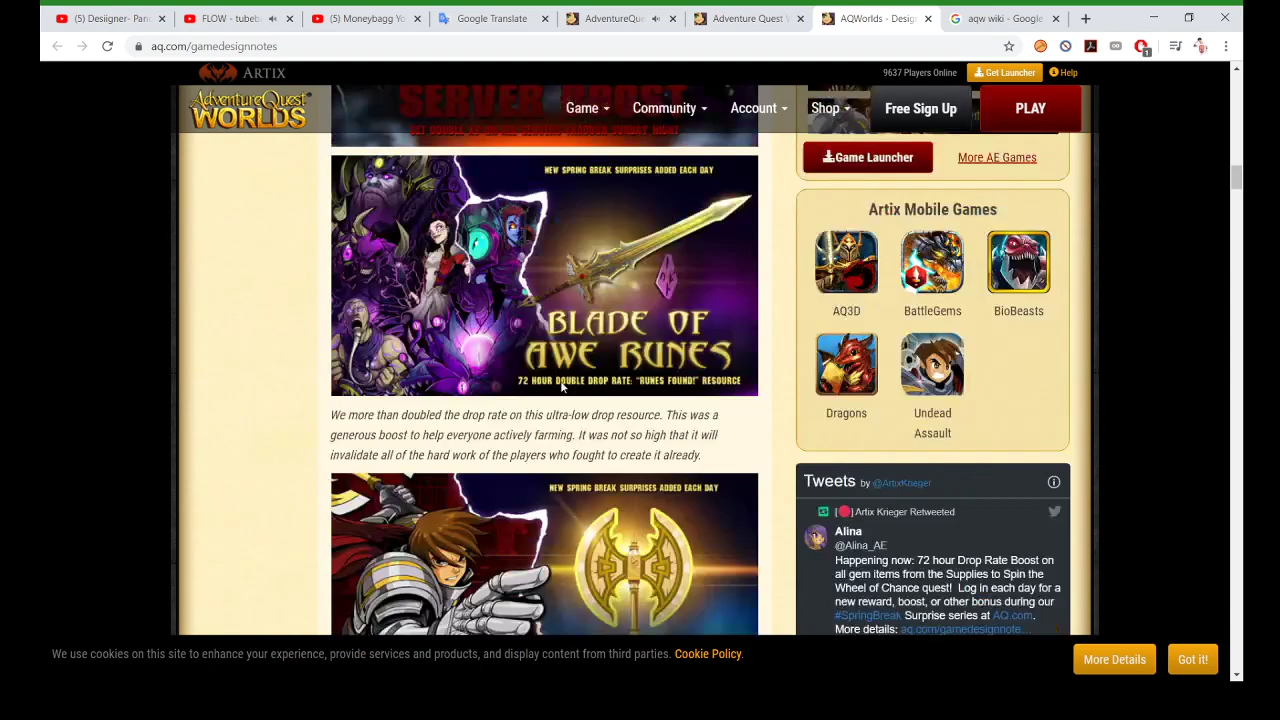 (5) Desiigner- Pan
FLOW - tubeb
(5) Moneybagg Yo
Google Translate
AdventureQue
Adventure Quest W
AQWorlds - Design
aqw wiki - Google
aq.com/gamedesignnotes
ARTIX
9637 Players Online
Get Launcher
Help
AdventureQuest
WORLDS
Game
Community
Account
Shop
Free Sign Up
PLAY
SERVER BOOST
Game Launcher
More AE Games
NEW SPRING BREAK SURPRISES ADDED EACH DAY
BLADE OF
AWE RUNES
72 HOUR DOUBLE DROP RATE: "RUNES FOUND!" RESOURCE
We more than doubled the drop rate on this ultra-low drop resource. This was a
generous boost to help everyone actively farming. It was not so high that it will
invalidate all of the hard work of the players who fought to create it already.
NEW SPRING BREAK SURPRISES ADDED EACH DAY
Artix Mobile Games
AQ3D
BattleGems
BioBeasts
Dragons
Undead
Assault
Tweets by @ArtixKrieger
[ ] Artix Krieger Retweeted
Alina
@Alina_AE
Happening now: 72 hour Drop Rate Boost on
all gem items from the Supplies to Spin the
Wheel of Chance quest! Log in each day for a
new reward, boost, or other bonus during our
#SpringBreak Surprise series at AQ.com.
More details: aq.com/gamedesignnote...
We use cookies on this site to enhance your experience, provide services and products, and display content from third parties. Cookie Policy.
More Details
Got it!